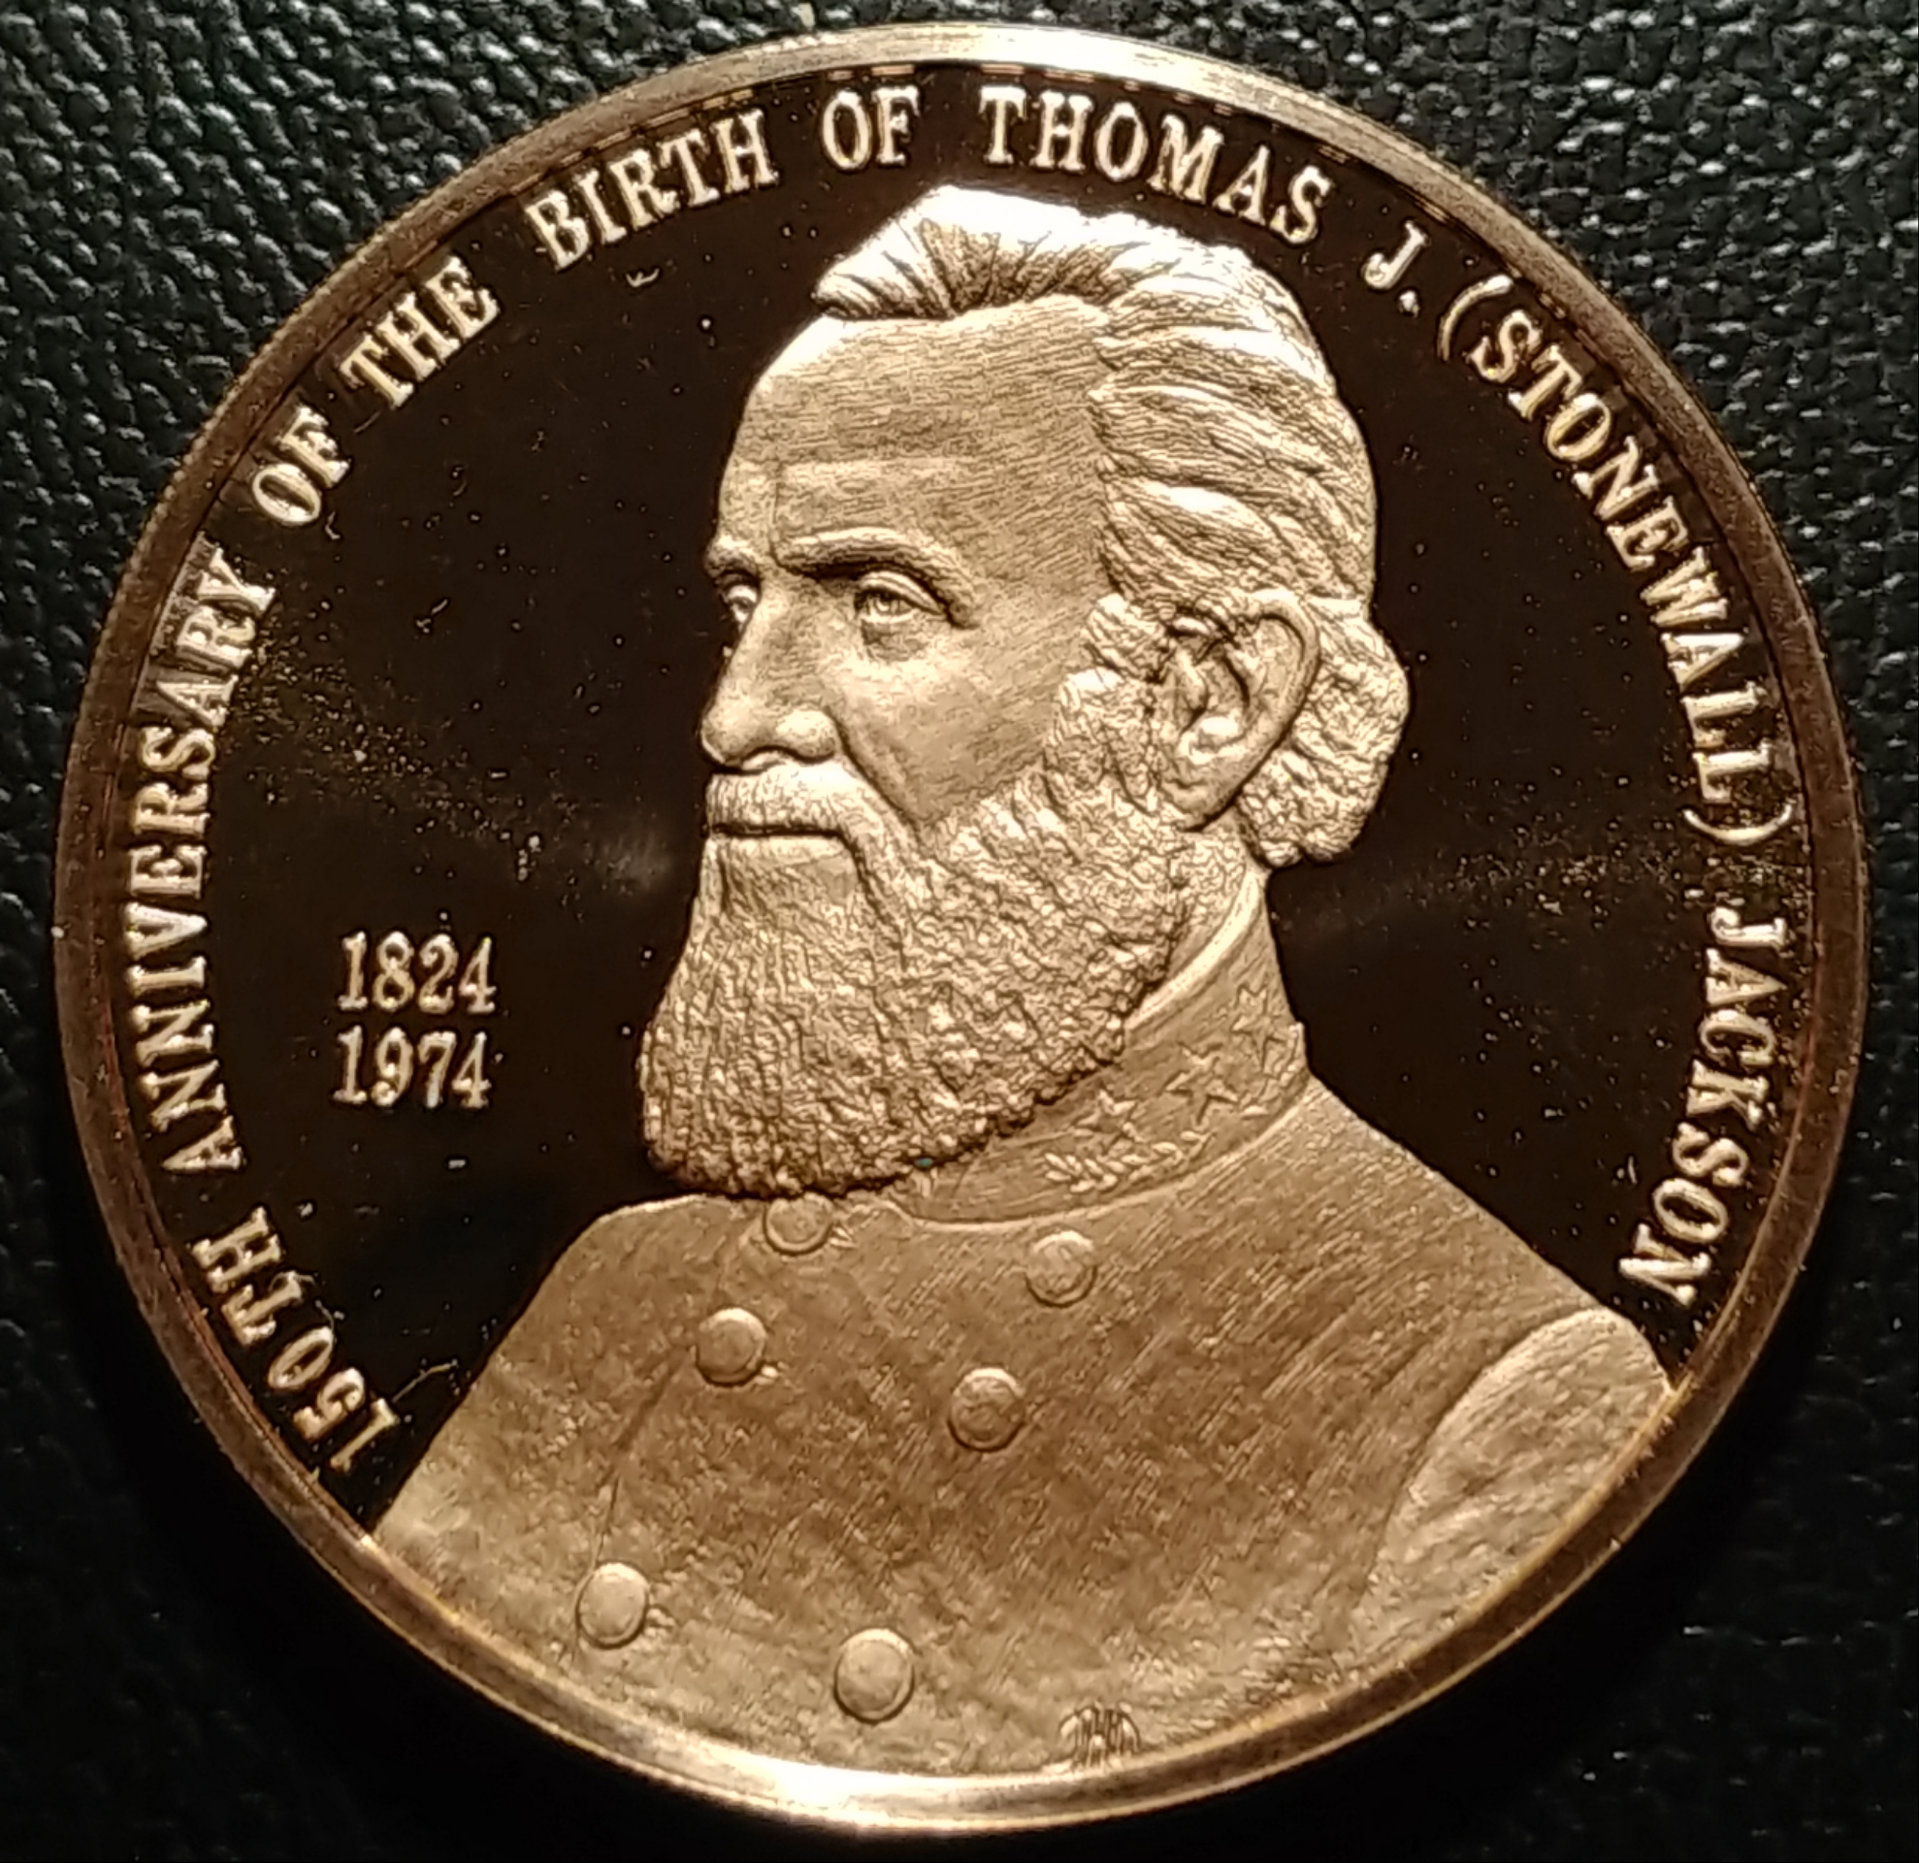 150TH ANNIVERSARY OF THE BIRTH OF THOMAS J. (STONEWALL) JACKSON
1824
1974